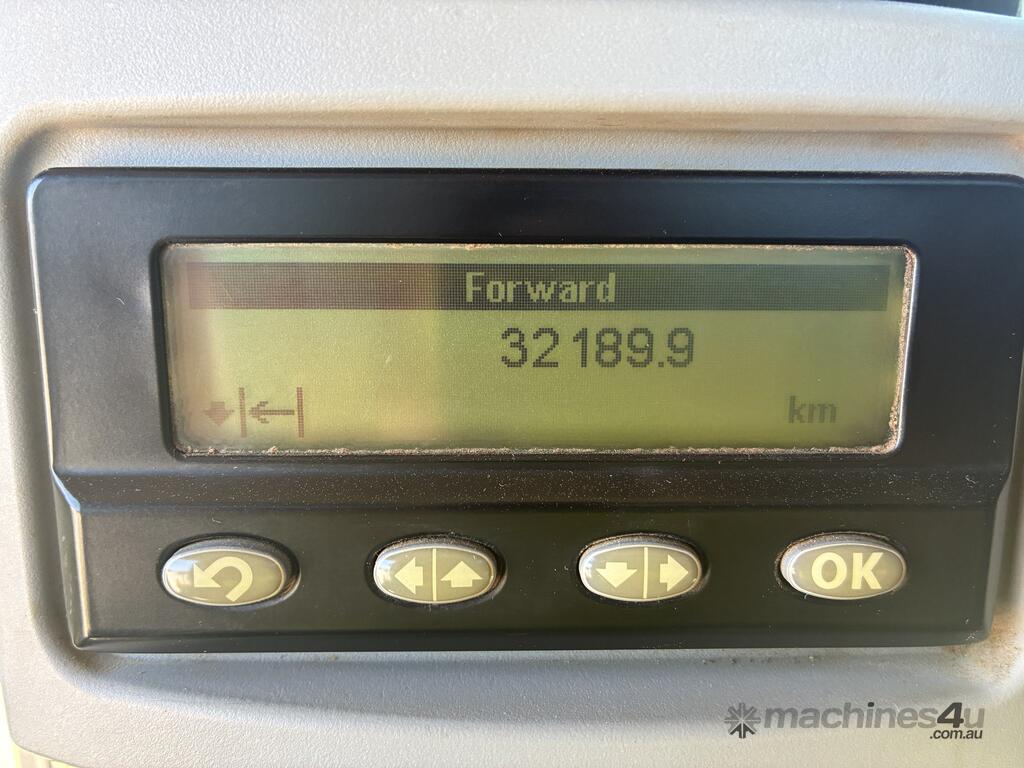 Forward
32189.9
km
OK
machines4u
.com.au